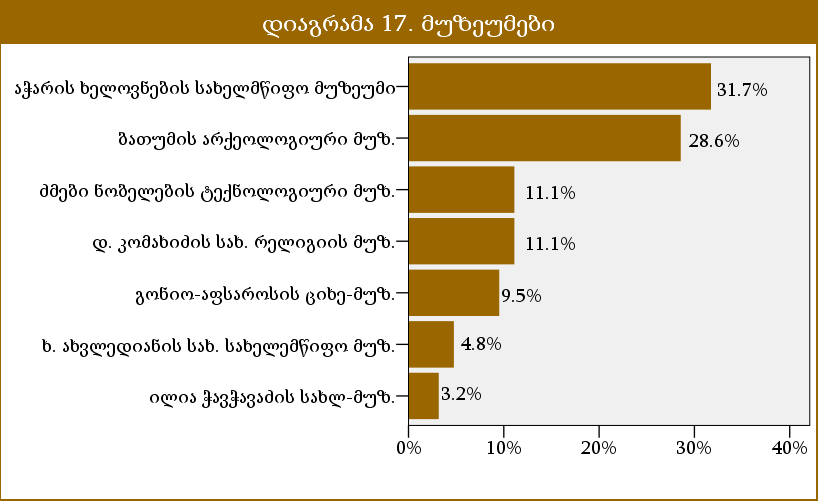 დიაგრამა 17. მუზეუმები
აჭარის ხელოვნების სახელმწიფო მუზეუმი
31.7%
ბათუმის არქეოლოგიური მუზ.
28.6%
ძმები ნობელების ტექნოლოგიური მუზ.
11.1%
დ. კომახიძის სახ. რელიგიის მუზ.
11.1%
გონიო-აფსაროსის ციხე-მუზ.
9.5%
ხ. ახვლედიანის სახ. სახელემწიფო მუზ.
4.8%
ილია ჭავჭავაძის სახლ-მუზ.
3.2%
0% 10% 20% 30% 40%